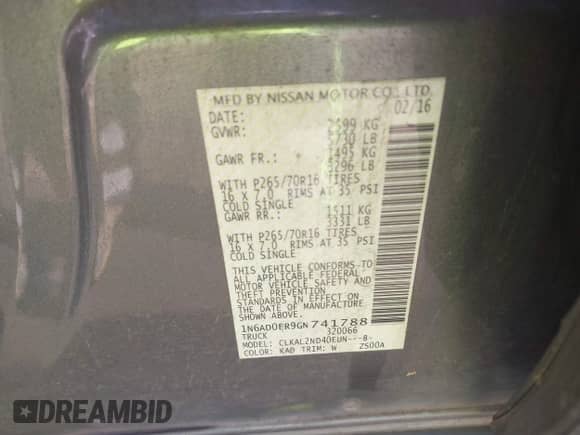 MFD BY NISSAN MOTOR CO., LTD.
DATE: 02/16
GVWR: 2599 KG
5730 LB
GAWR FR.: 1495 KG
3296 LB
WITH P265/70R16 TIRES
16 X 7.0 RIMS AT 35 PSI
COLD SINGLE
GAWR RR.: 1511 KG
3331 LB
WITH P265/70R16 TIRES
16 X 7.0 RIMS AT 35 PSI
COLD SINGLE
THIS VEHICLE CONFORMS TO
ALL APPLICABLE FEDERAL
MOTOR VEHICLE SAFETY AND
THEFT PREVENTION
STANDARDS IN EFFECT ON
THE DATE OF MANUFACTURE
SHOWN ABOVE.
1N6AD0ER9GN741788
TRUCK 320066
MODEL: CLKALZND40EUN---8-
COLOR: KAD TRIM: W Z500A
DREAMBID